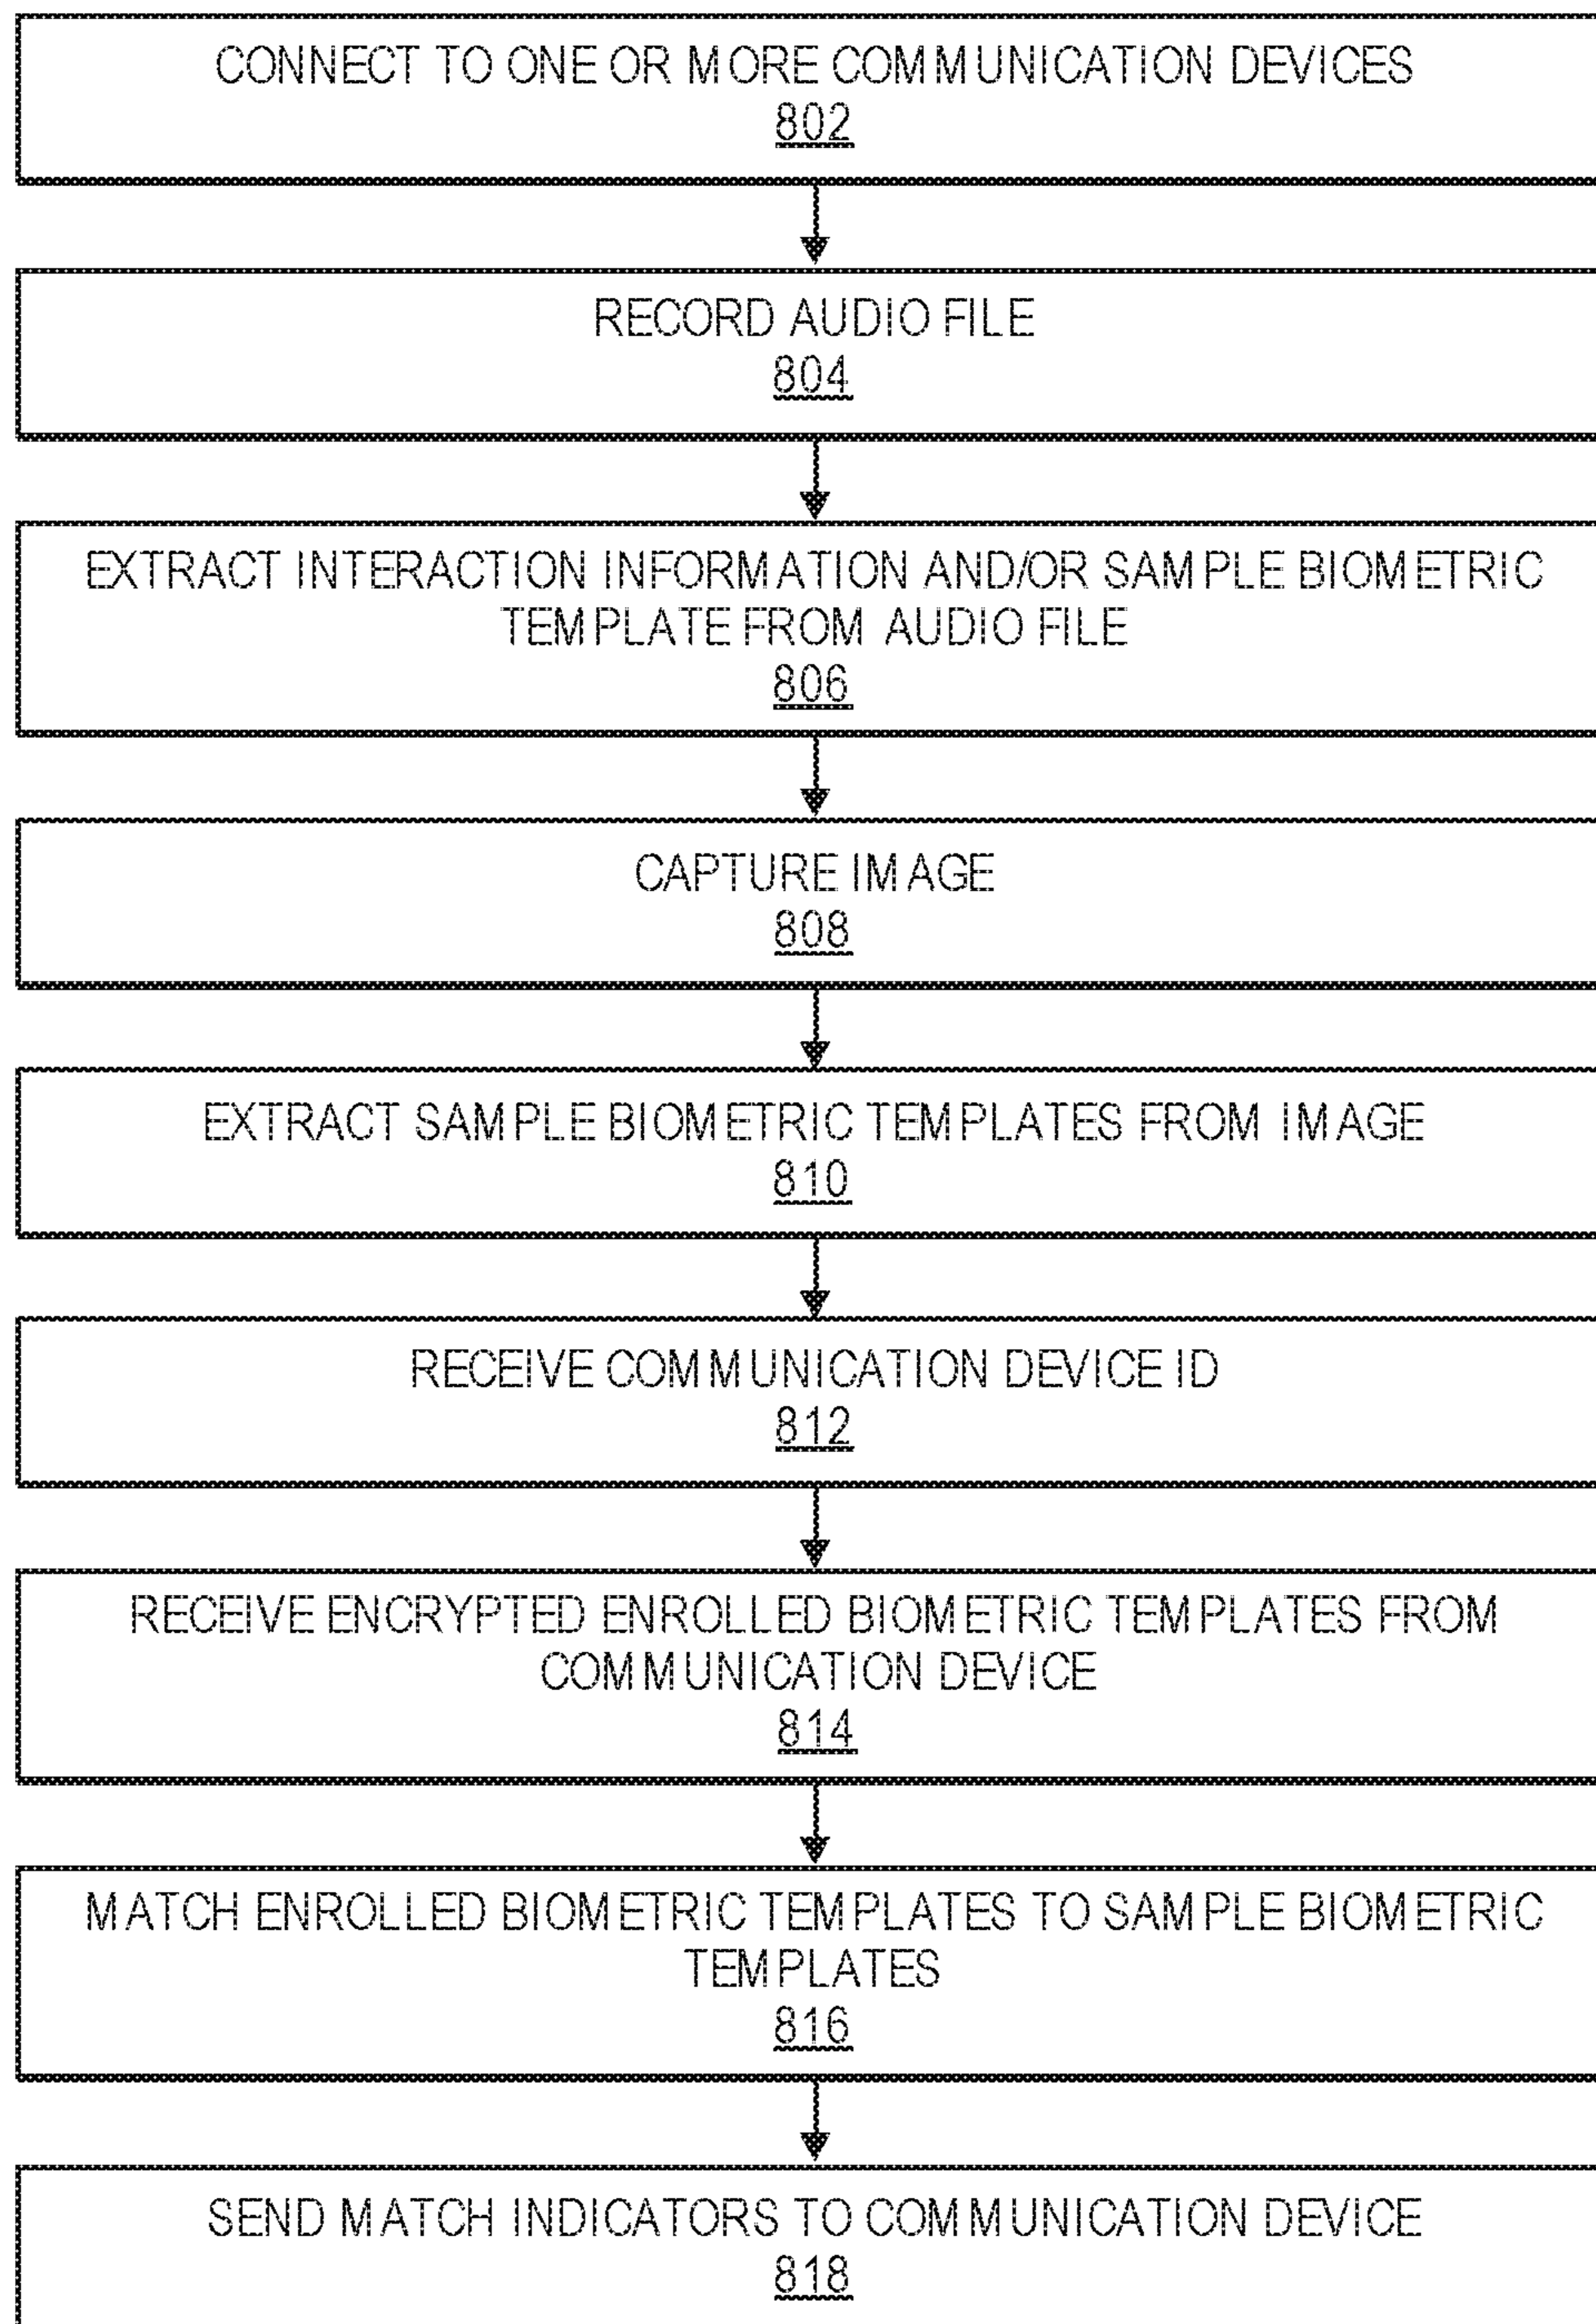 CONNECT TO ONE OR MORE COMMUNICATION DEVICES
802
RECORD AUDIO FILE
804
EXTRACT INTERACTION INFORMATION AND/OR SAMPLE BIOMETRIC
TEMPLATE FROM AUDIO FILE
806
CAPTURE IMAGE
808
EXTRACT SAMPLE BIOMETRIC TEMPLATES FROM IMAGE
810
RECEIVE COMMUNICATION DEVICE ID
812
RECEIVE ENCRYPTED ENROLLED BIOMETRIC TEMPLATES FROM
COMMUNICATION DEVICE
814
MATCH ENROLLED BIOMETRIC TEMPLATES TO SAMPLE BIOMETRIC
TEMPLATES
816
SEND MATCH INDICATORS TO COMMUNICATION DEVICE
818